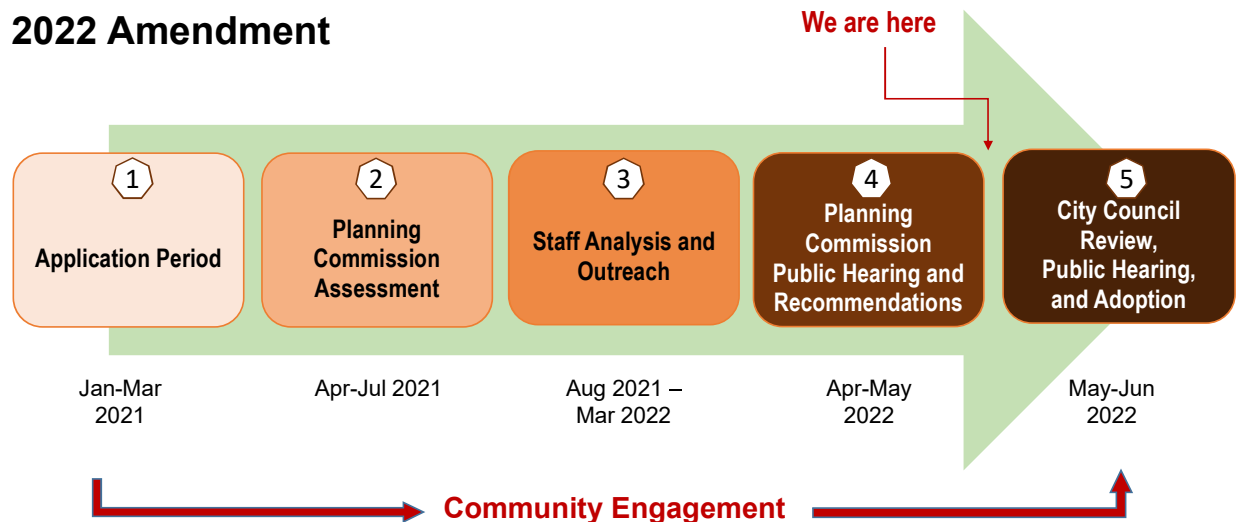 2022 Amendment
We are here
1
Application Period
2
Planning
Commission
Assessment
3
Staff Analysis and
Outreach
4
Planning
Commission
Public Hearing and
Recommendations
5
City Council
Review,
Public Hearing,
and Adoption
Jan-Mar
2021
Apr-Jul 2021
Aug 2021 –
Mar 2022
Apr-May
2022
May-Jun
2022
Community Engagement